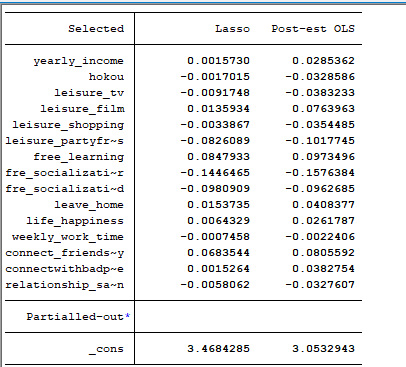 Selected Lasso Post-est OLS
yearly_income 0.0015730 0.0285362
hokou -0.0017015 -0.0328586
leisure_tv -0.0091748 -0.0383233
leisure_film 0.0135934 0.0763963
leisure_shopping -0.0033867 -0.0354485
leisure_partyfr~s -0.0826089 -0.1017745
free_learning 0.0847933 0.0973496
fre_socializati~r -0.1446465 -0.1576384
fre_socializati~d -0.0980909 -0.0962685
leave_home 0.0153735 0.0408377
life_happiness 0.0064329 0.0261787
weekly_work_time -0.0007458 -0.0022406
connect_friends~y 0.0683544 0.0805592
connectwithbadp~e 0.0015264 0.0382754
relationship_sa~n -0.0058062 -0.0327607
Partialled-out*
_cons 3.4684285 3.0532943